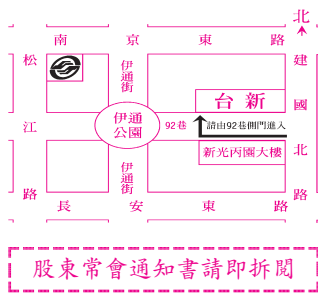 北
南京東路
松江路
伊通街
建國北路
台新
伊通
公園
92巷
請由92巷側門進入
新光丙園大樓
伊通街
長安東路
股東常會通知書請即拆閱